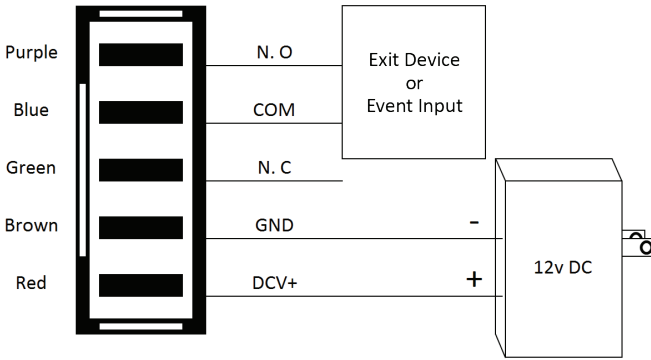 Purple N. O Exit Device
or
Event Input
Blue COM
Green N. C
Brown GND -
Red DCV+ +
12v DC